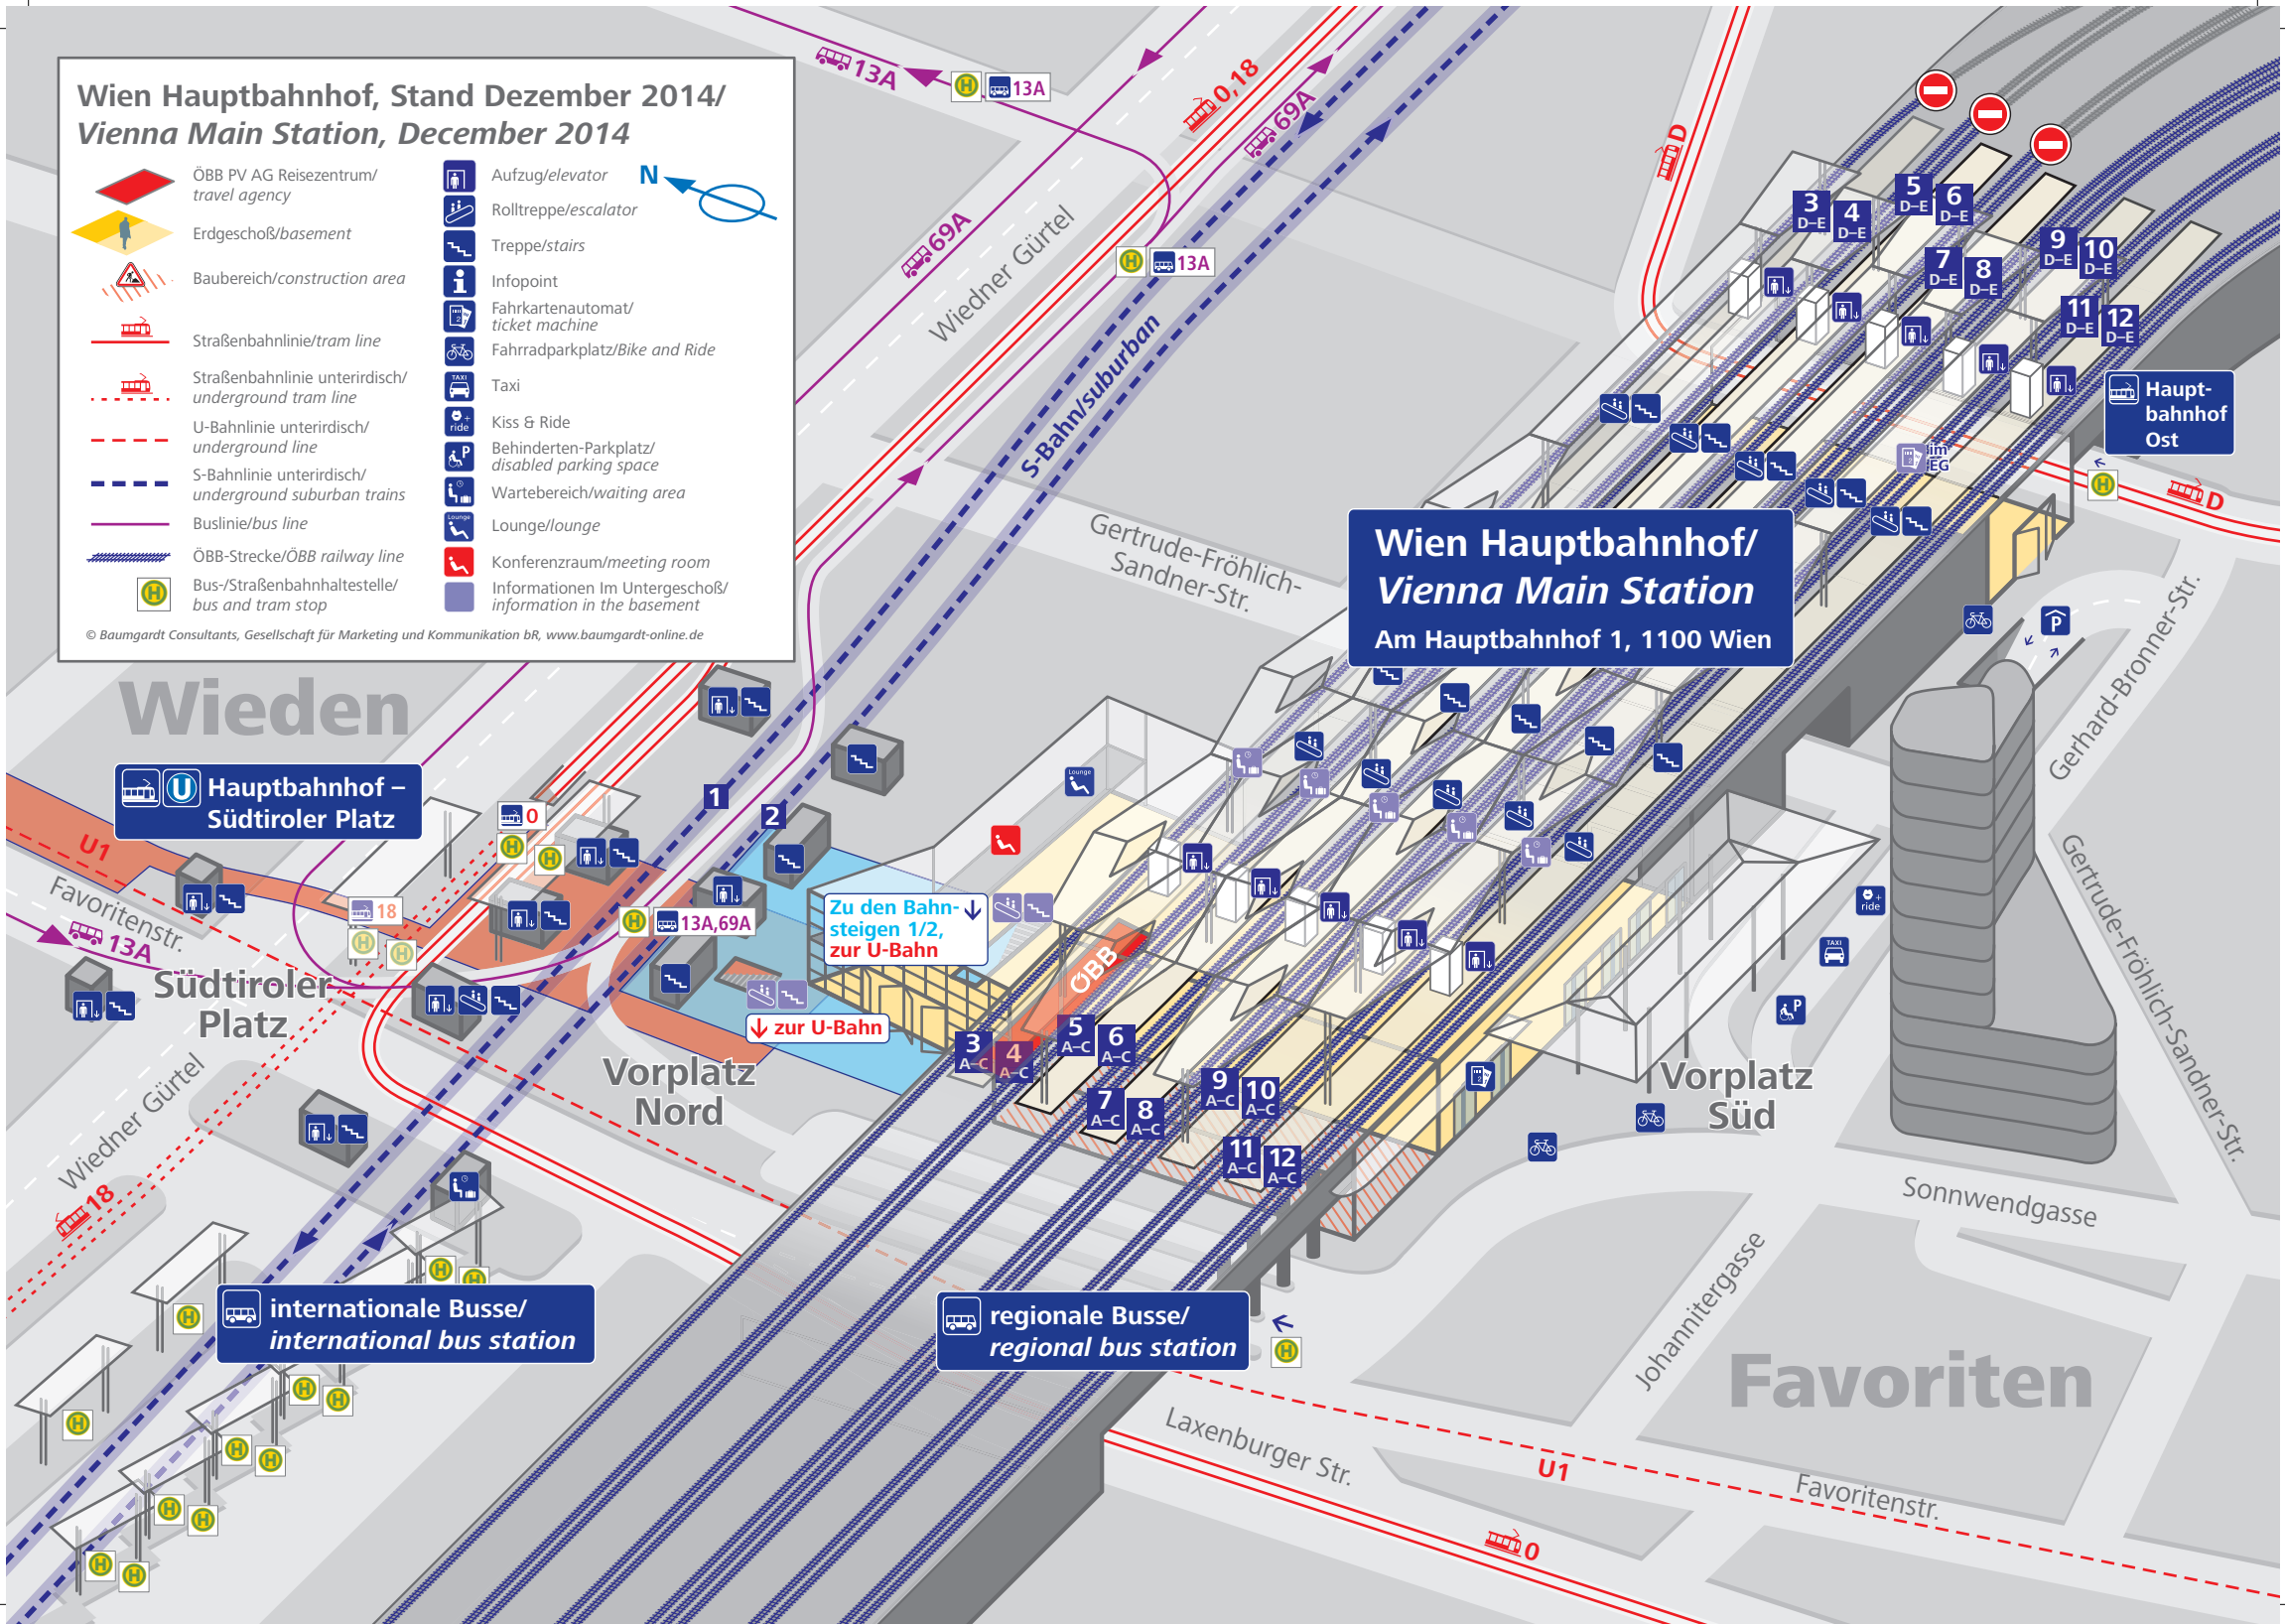 Wien Hauptbahnhof, Stand Dezember 2014/
Vienna Main Station, December 2014
ÖBB PV AG Reisezentrum/
travel agency
Erdgeschoß/basement
Baubereich/construction area
Straßenbahnlinie/tram line
Straßenbahnlinie unterirdisch/
underground tram line
U-Bahnlinie unterirdisch/
underground line
S-Bahnlinie unterirdisch/
underground suburban trains
Buslinie/bus line
ÖBB-Strecke/ÖBB railway line
H
Bus-/Straßenbahnhaltestelle/
bus and tram stop
Aufzug/elevator
Rolltreppe/escalator
Treppe/stairs
Infopoint
Fahrkartenautomat/
ticket machine
Fahrradparkplatz/Bike and Ride
TAXI
Taxi
ride
Kiss & Ride
P
Behinderten-Parkplatz/
disabled parking space
Wartebereich/waiting area
Lounge
Lounge/lounge
Konferenzraum/meeting room
Informationen Im Untergeschoß/
information in the basement
N
© Baumgardt Consultants, Gesellschaft für Marketing und Kommunikation bR, www.baumgardt-online.de
13A
H 13A
0,18
69A
69A
H 13A
Wiedner Gürtel
S-Bahn/suburban
D
3 D–E
4 D–E
5 D–E
6 D–E
7 D–E
8 D–E
9 D–E
10 D–E
11 D–E
12 D–E
Haupt-
bahnhof
Ost
im
EG
H
D
Gertrude-Fröhlich-
Sandner-Str.
Wien Hauptbahnhof/
Vienna Main Station
Am Hauptbahnhof 1, 1100 Wien
P
Gerhard-Bronner-Str.
Wieden
U Hauptbahnhof –
Südtiroler Platz
U1
Favoritenstr.
13A
0
H
H
18
H
H
1
2
H 13A,69A
Zu den Bahn-
steigen 1/2,
zur U-Bahn
zur U-Bahn
Lounge
ÖBB
Südtiroler
Platz
Vorplatz
Nord
Wiedner Gürtel
18
3 A–C
4 A–C
5 A–C
6 A–C
7 A–C
8 A–C
9 A–C
10 A–C
11 A–C
12 A–C
ride
TAXI
P
Vorplatz
Süd
Gertrude-Fröhlich-Sandner-Str.
Sonnwendgasse
Johannitergasse
Favoriten
H
H
H
internationale Busse/
international bus station
regionale Busse/
regional bus station
H
H
H
H
H
H
H
H
H
H
Laxenburger Str.
U1
Favoritenstr.
0